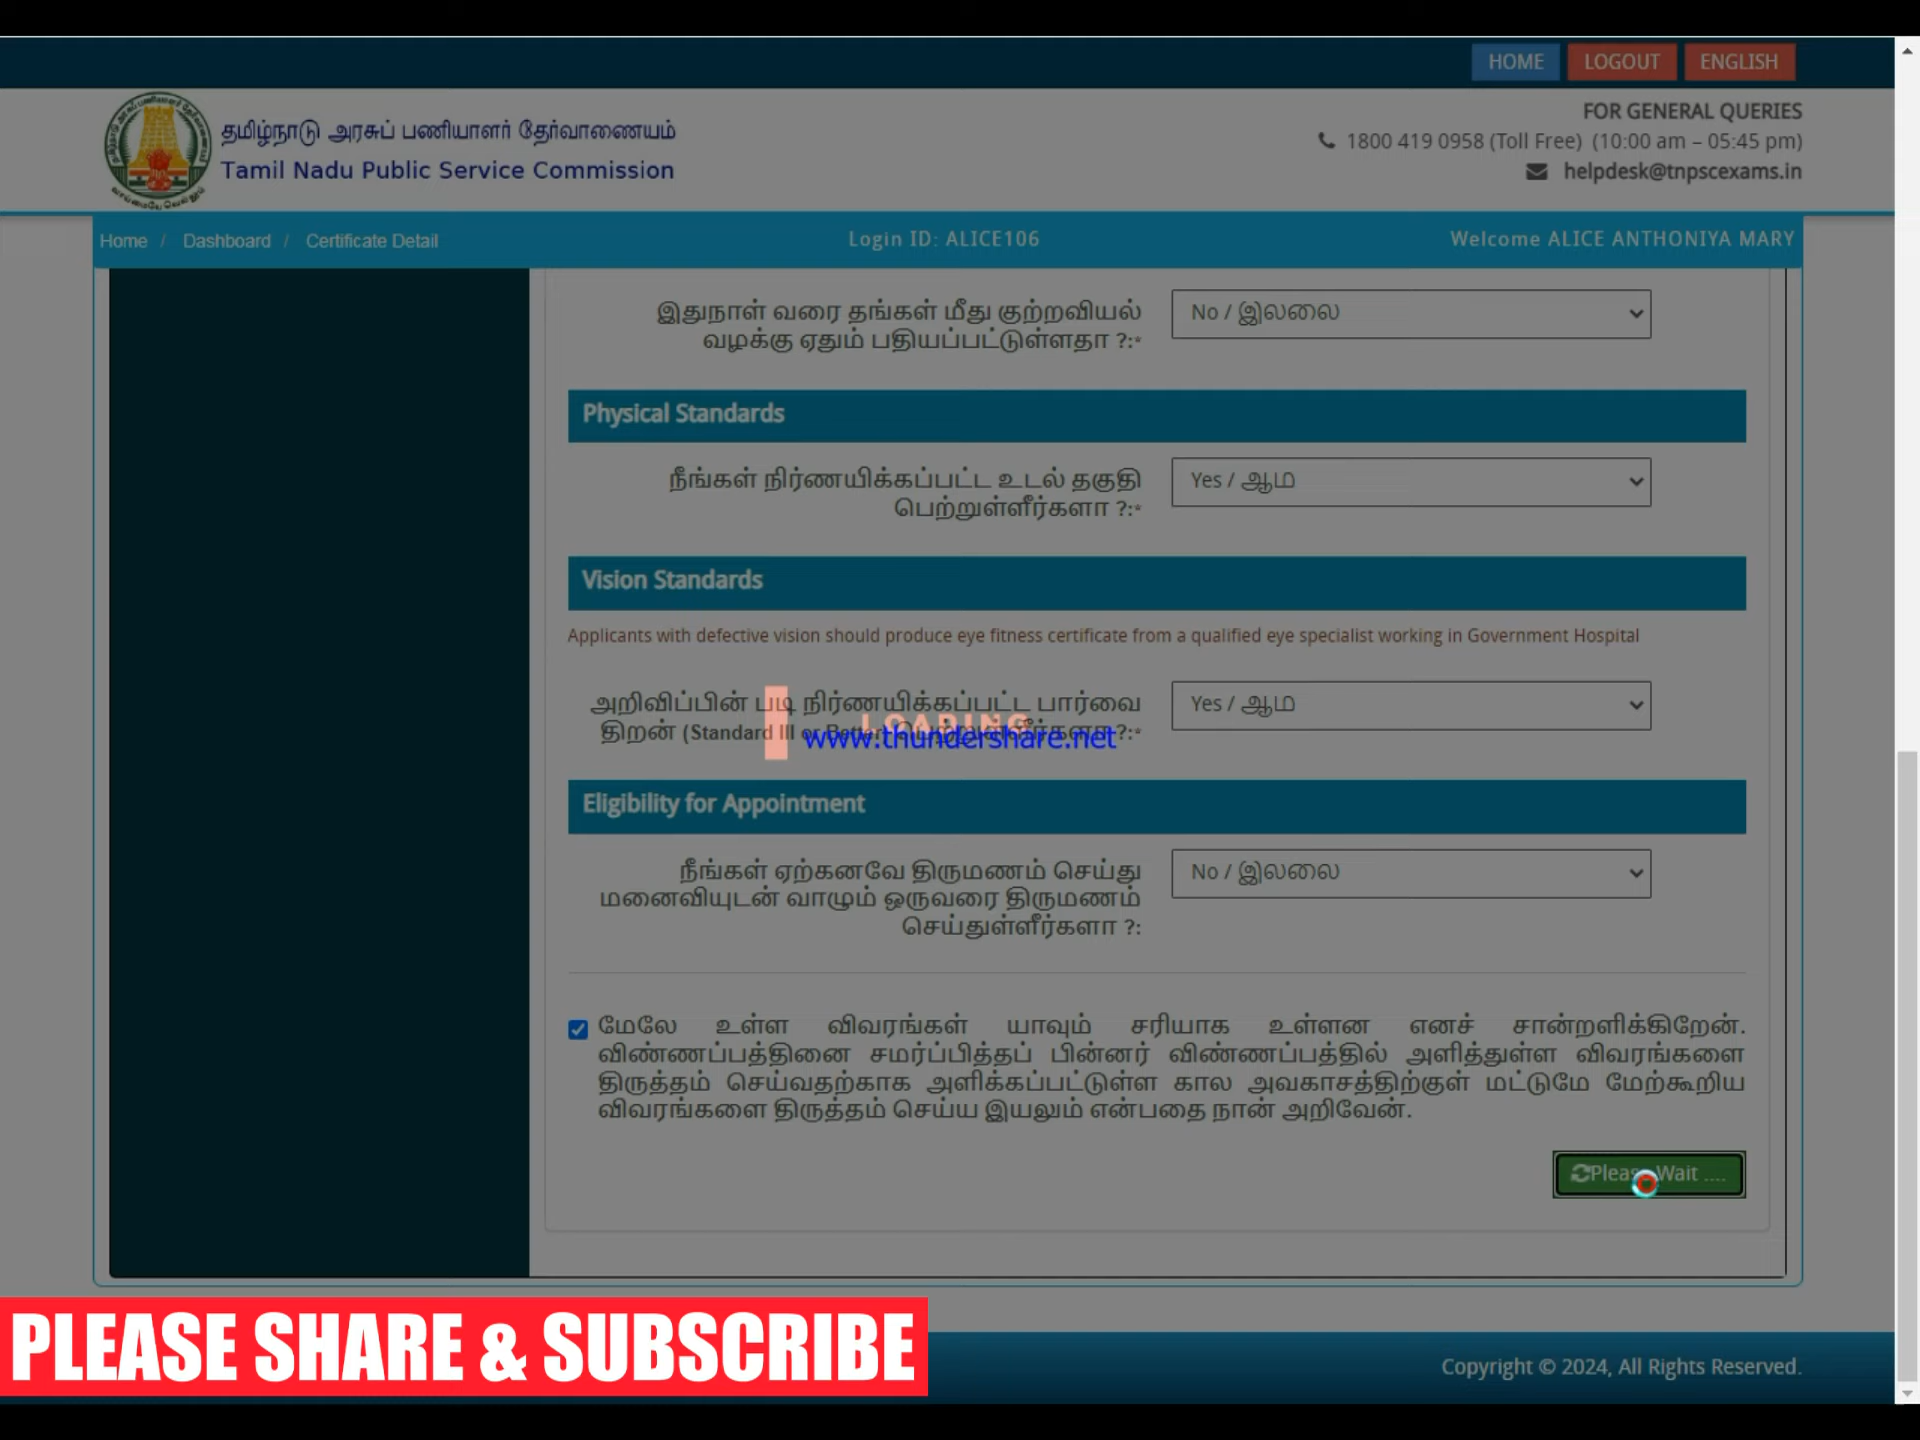 HOME LOGOUT ENGLISH
தமிழ்நாடு அரசுப் பணியாளர் தேர்வாணையம்
Tamil Nadu Public Service Commission
FOR GENERAL QUERIES
1800 419 0958 (Toll Free) (10:00 am – 05:45 pm)
helpdesk@tnpscexams.in
Home / Dashboard / Certificate Detail
Login ID: ALICE106
Welcome ALICE ANTHONIYA MARY
இதுநாள் வரை தங்கள் மீது குற்றவியல்
வழக்கு ஏதும் பதியப்பட்டுள்ளதா ?:*
No / இல்லை
Physical Standards
நீங்கள் நிர்ணயிக்கப்பட்ட உடல் தகுதி
பெற்றுள்ளீர்களா ?:*
Yes / ஆம்
Vision Standards
Applicants with defective vision should produce eye fitness certificate from a qualified eye specialist working in Government Hospital
அறிவிப்பின் படி நிர்ணயிக்கப்பட்ட பார்வை
திறன் (Standard III or Better) பெற்றுள்ளீர்களா ?:*
Yes / ஆம்
LOADING
www.thundershare.net
Eligibility for Appointment
நீங்கள் ஏற்கனவே திருமணம் செய்து
மனைவியுடன் வாழும் ஒருவரை திருமணம்
செய்துள்ளீர்களா ?:
No / இல்லை
மேலே உள்ள விவரங்கள் யாவும் சரியாக உள்ளன எனச் சான்றளிக்கிறேன்.
விண்ணப்பத்தினை சமர்ப்பித்தப் பின்னர் விண்ணப்பத்தில் அளித்துள்ள விவரங்களை
திருத்தம் செய்வதற்காக அளிக்கப்பட்டுள்ள கால அவகாசத்திற்குள் மட்டுமே மேற்கூறிய
விவரங்களை திருத்தம் செய்ய இயலும் என்பதை நான் அறிவேன்.
Please Wait ....
PLEASE SHARE & SUBSCRIBE
Copyright © 2024, All Rights Reserved.